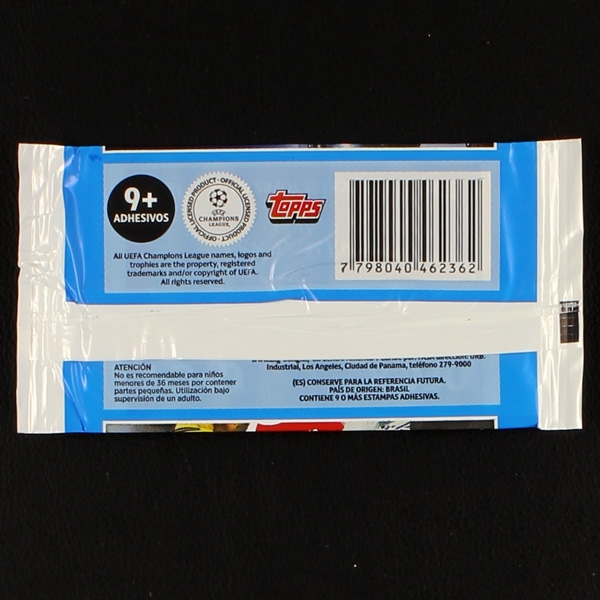 9+
ADHESIVOS
OFFICIAL LICENSED PRODUCT · OFFICIAL LICENSED PRODUCT ·
UEFA
CHAMPIONS
LEAGUE
topps
All UEFA Champions League names, logos and
trophies are the property, registered
trademarks and/or copyright of UEFA.
All rights reserved.
7 798040 462362
ATENCIÓN
No es recomendable para niños
menores de 36 meses por contener
partes pequeñas. Utilización bajo
supervisión de un adulto.
Industrial, Los Angeles, Ciudad de Panama, teléfono 279-9000
(ES) CONSERVE PARA LA REFERENCIA FUTURA.
PAÍS DE ORIGEN: BRASIL
CONTIENE 9 O MÁS ESTAMPAS ADHESIVAS.